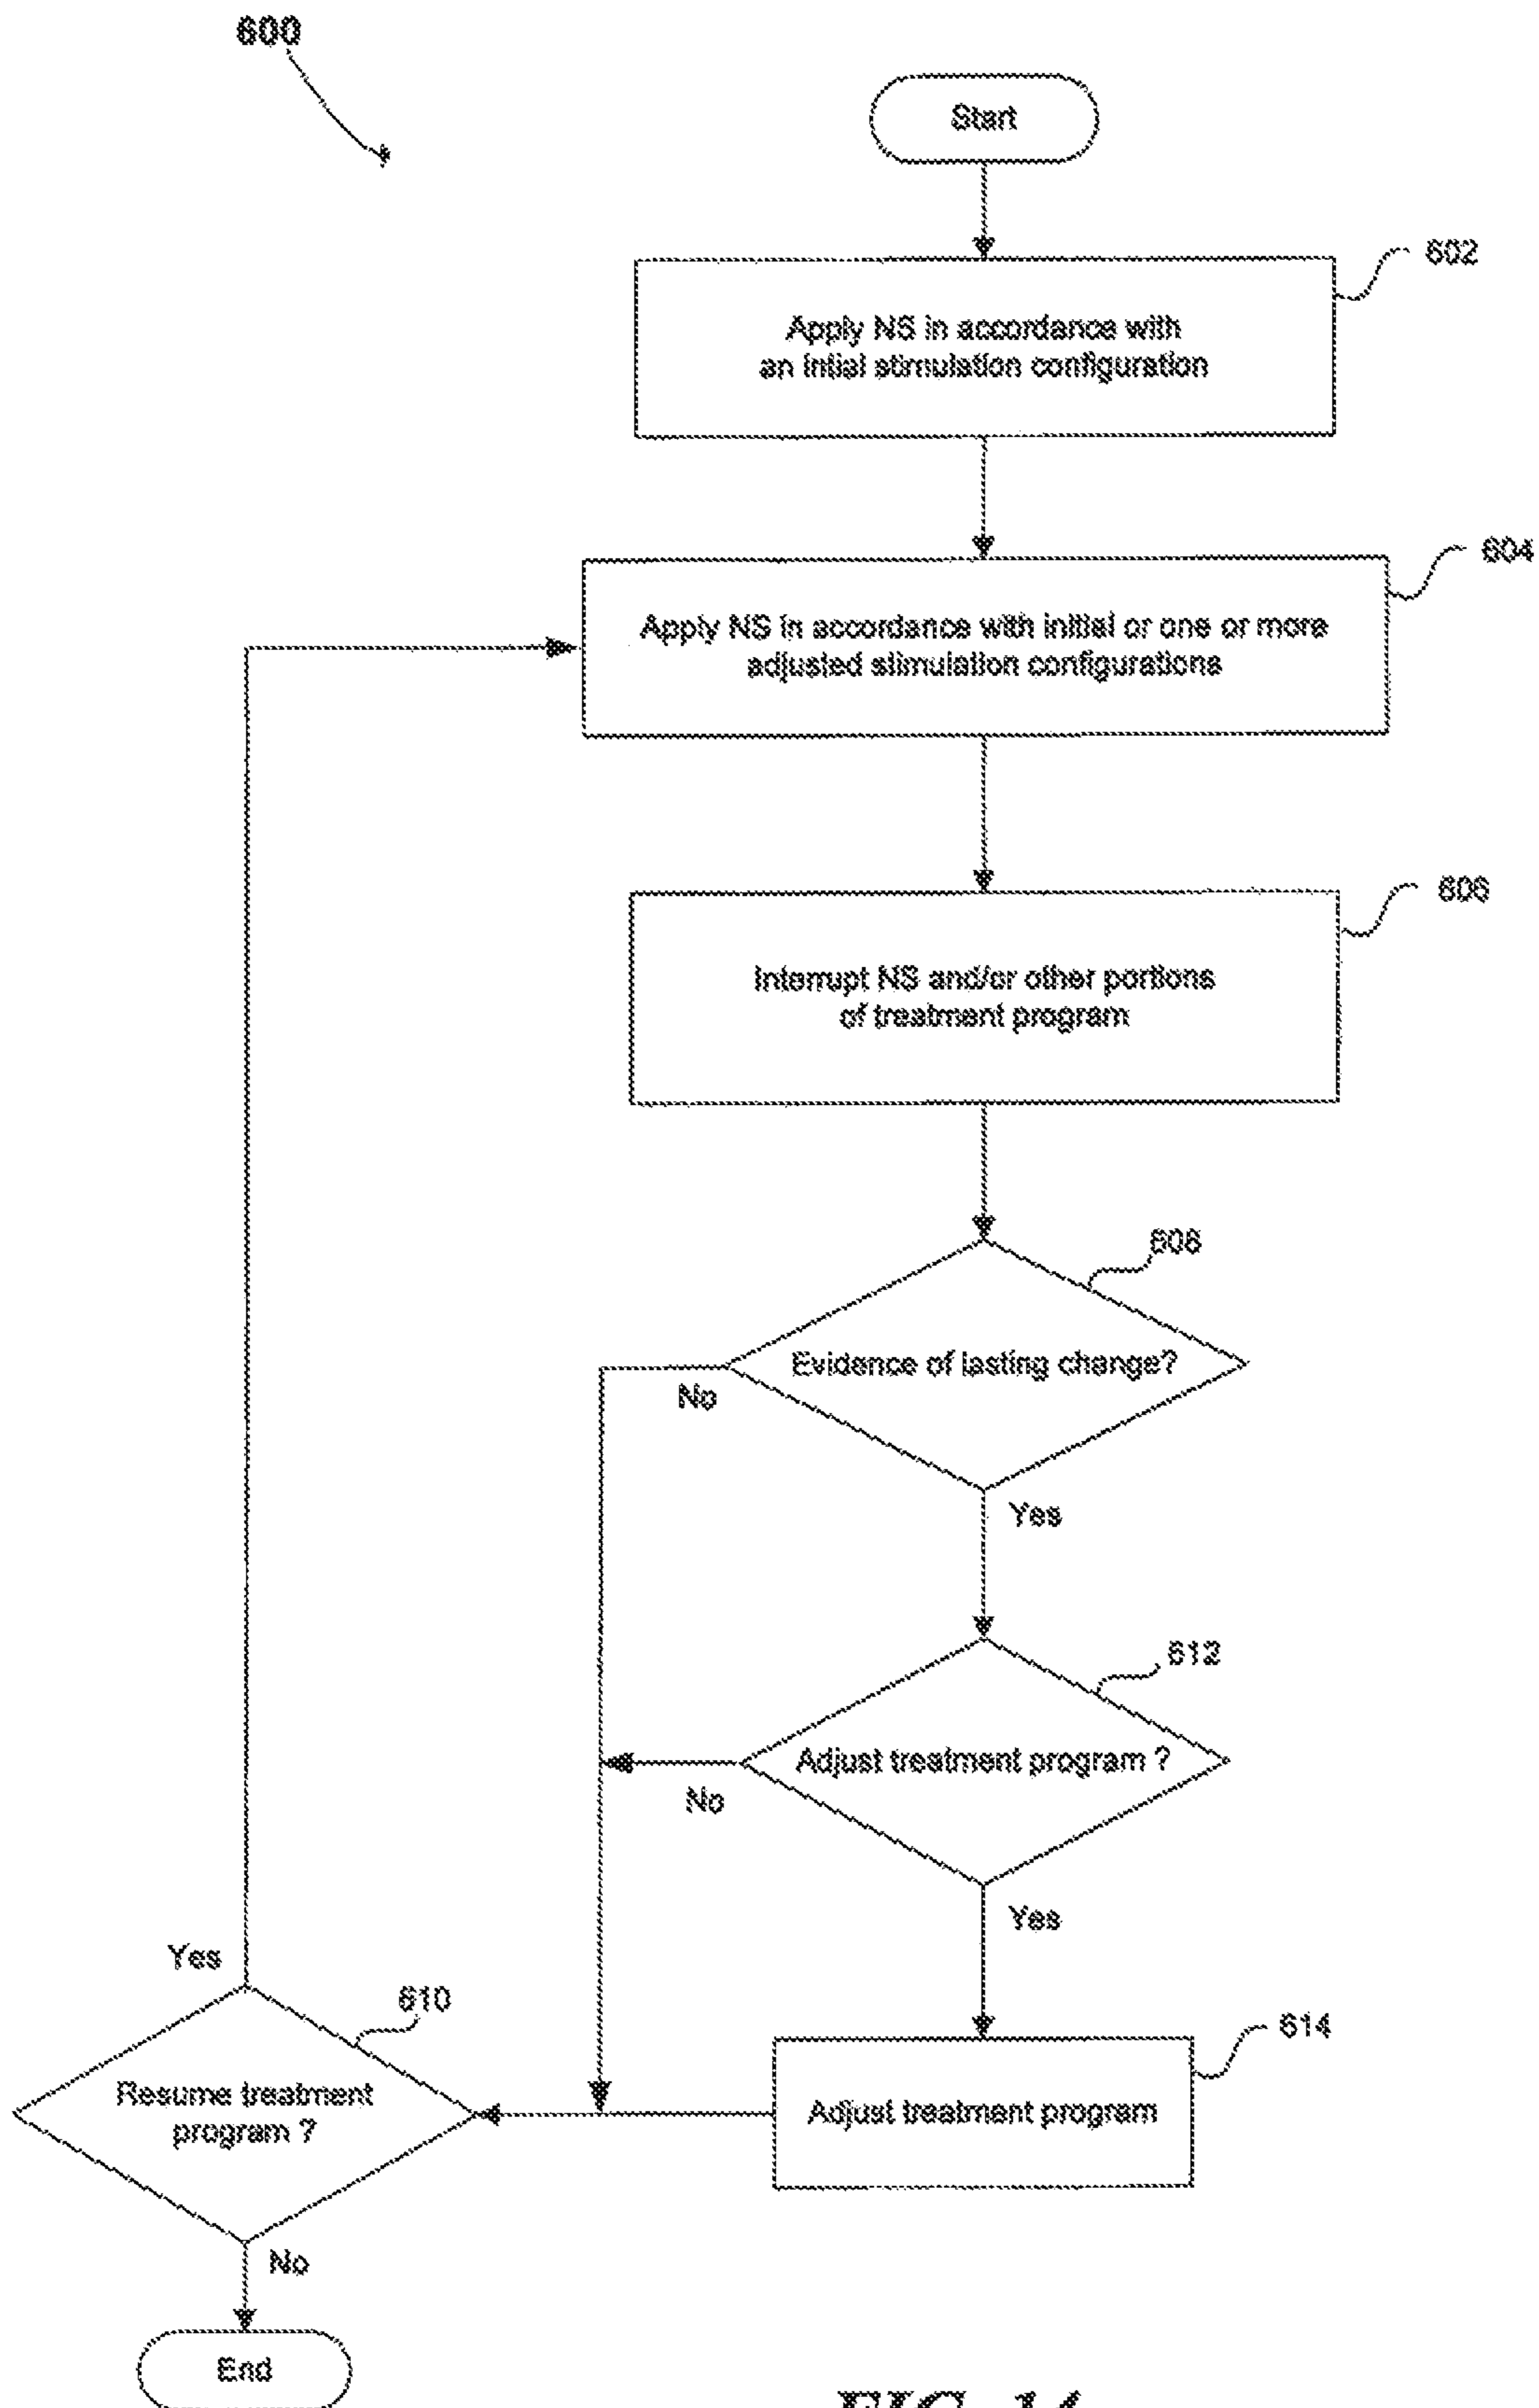 600
Start
602
Apply NS in accordance with
an intial stimulation configuration
604
Apply NS in accordance with initial or one or more
adjusted stimulation configurations
606
Interrupt NS and/or other portions
of treatment program
608
Evidence of lasting change?
No
Yes
612
Adjust treatment program ?
No
Yes
Yes
610
614
Resume treatment
program ?
Adjust treatment program
No
End
FIG. 14